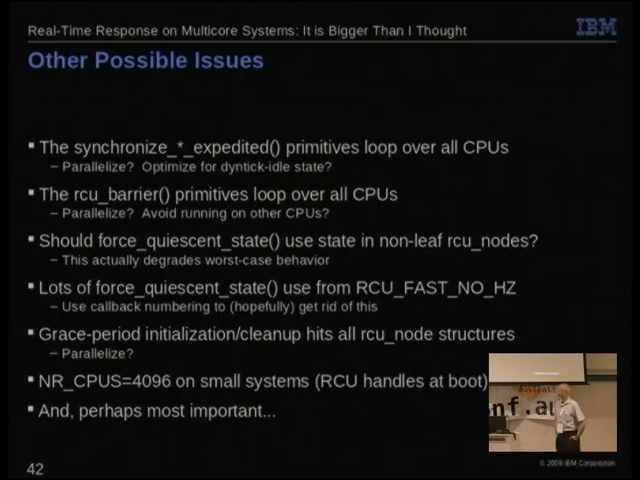 Real-Time Response on Multicore Systems: It is Bigger Than I Thought
IBM
Other Possible Issues
▪ The synchronize_*_expedited() primitives loop over all CPUs
– Parallelize? Optimize for dyntick-idle state?
▪ The rcu_barrier() primitives loop over all CPUs
– Parallelize? Avoid running on other CPUs?
▪ Should force_quiescent_state() use state in non-leaf rcu_nodes?
– This actually degrades worst-case behavior
▪ Lots of force_quiescent_state() use from RCU_FAST_NO_HZ
– Use callback numbering to (hopefully) get rid of this
▪ Grace-period initialization/cleanup hits all rcu_node structures
– Parallelize?
▪ NR_CPUS=4096 on small systems (RCU handles at boot)
▪ And, perhaps most important...
nf.au
42
© 2009 IBM Corporation